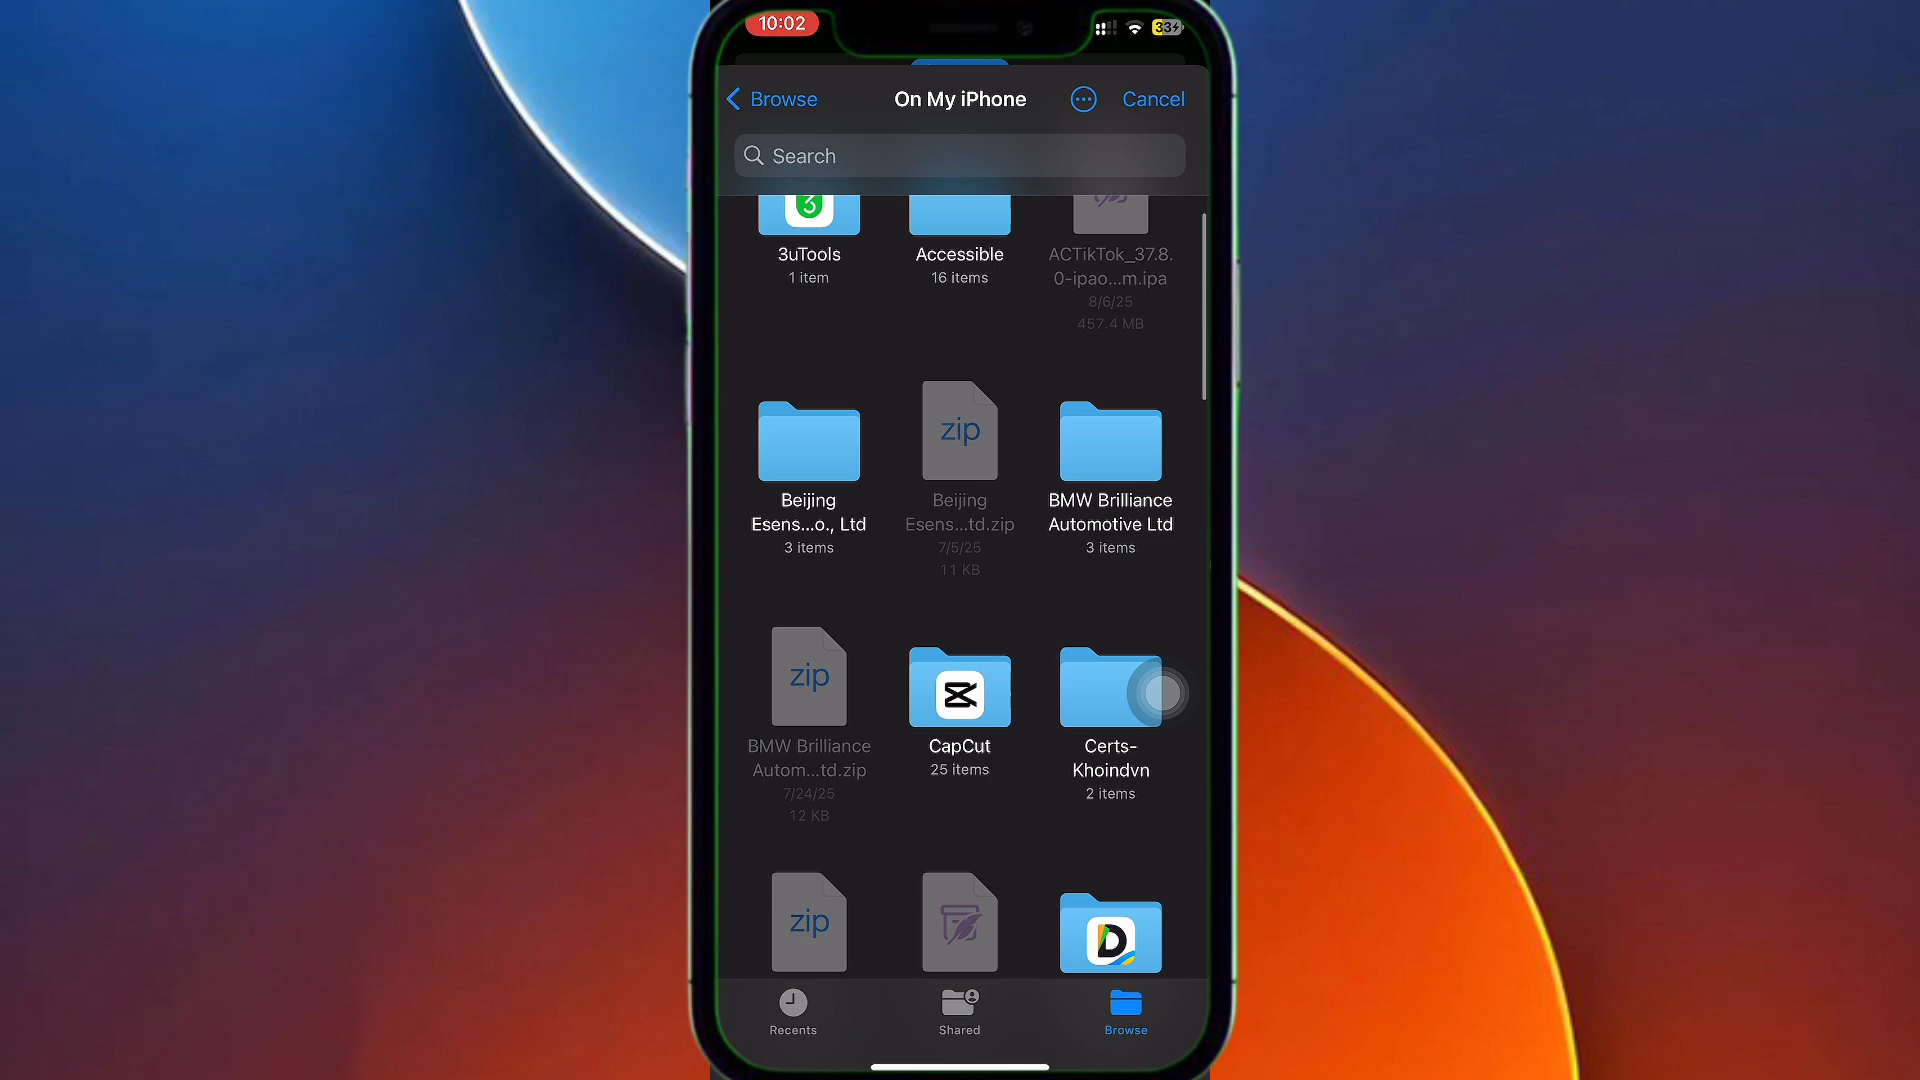 10:02
33
Browse
On My iPhone
Cancel
Search
3
3uTools
1 item
Accessible
16 items
ACTikTok_37.8.
0-ipao...m.ipa
8/6/25
457.4 MB
Beijing
Esens...o., Ltd
3 items
zip
Beijing
Esens...td.zip
7/5/25
11 KB
BMW Brilliance
Automotive Ltd
3 items
zip
BMW Brilliance
Autom...td.zip
7/24/25
12 KB
CapCut
25 items
Certs-
Khoindvn
2 items
zip
D
Recents
Shared
Browse